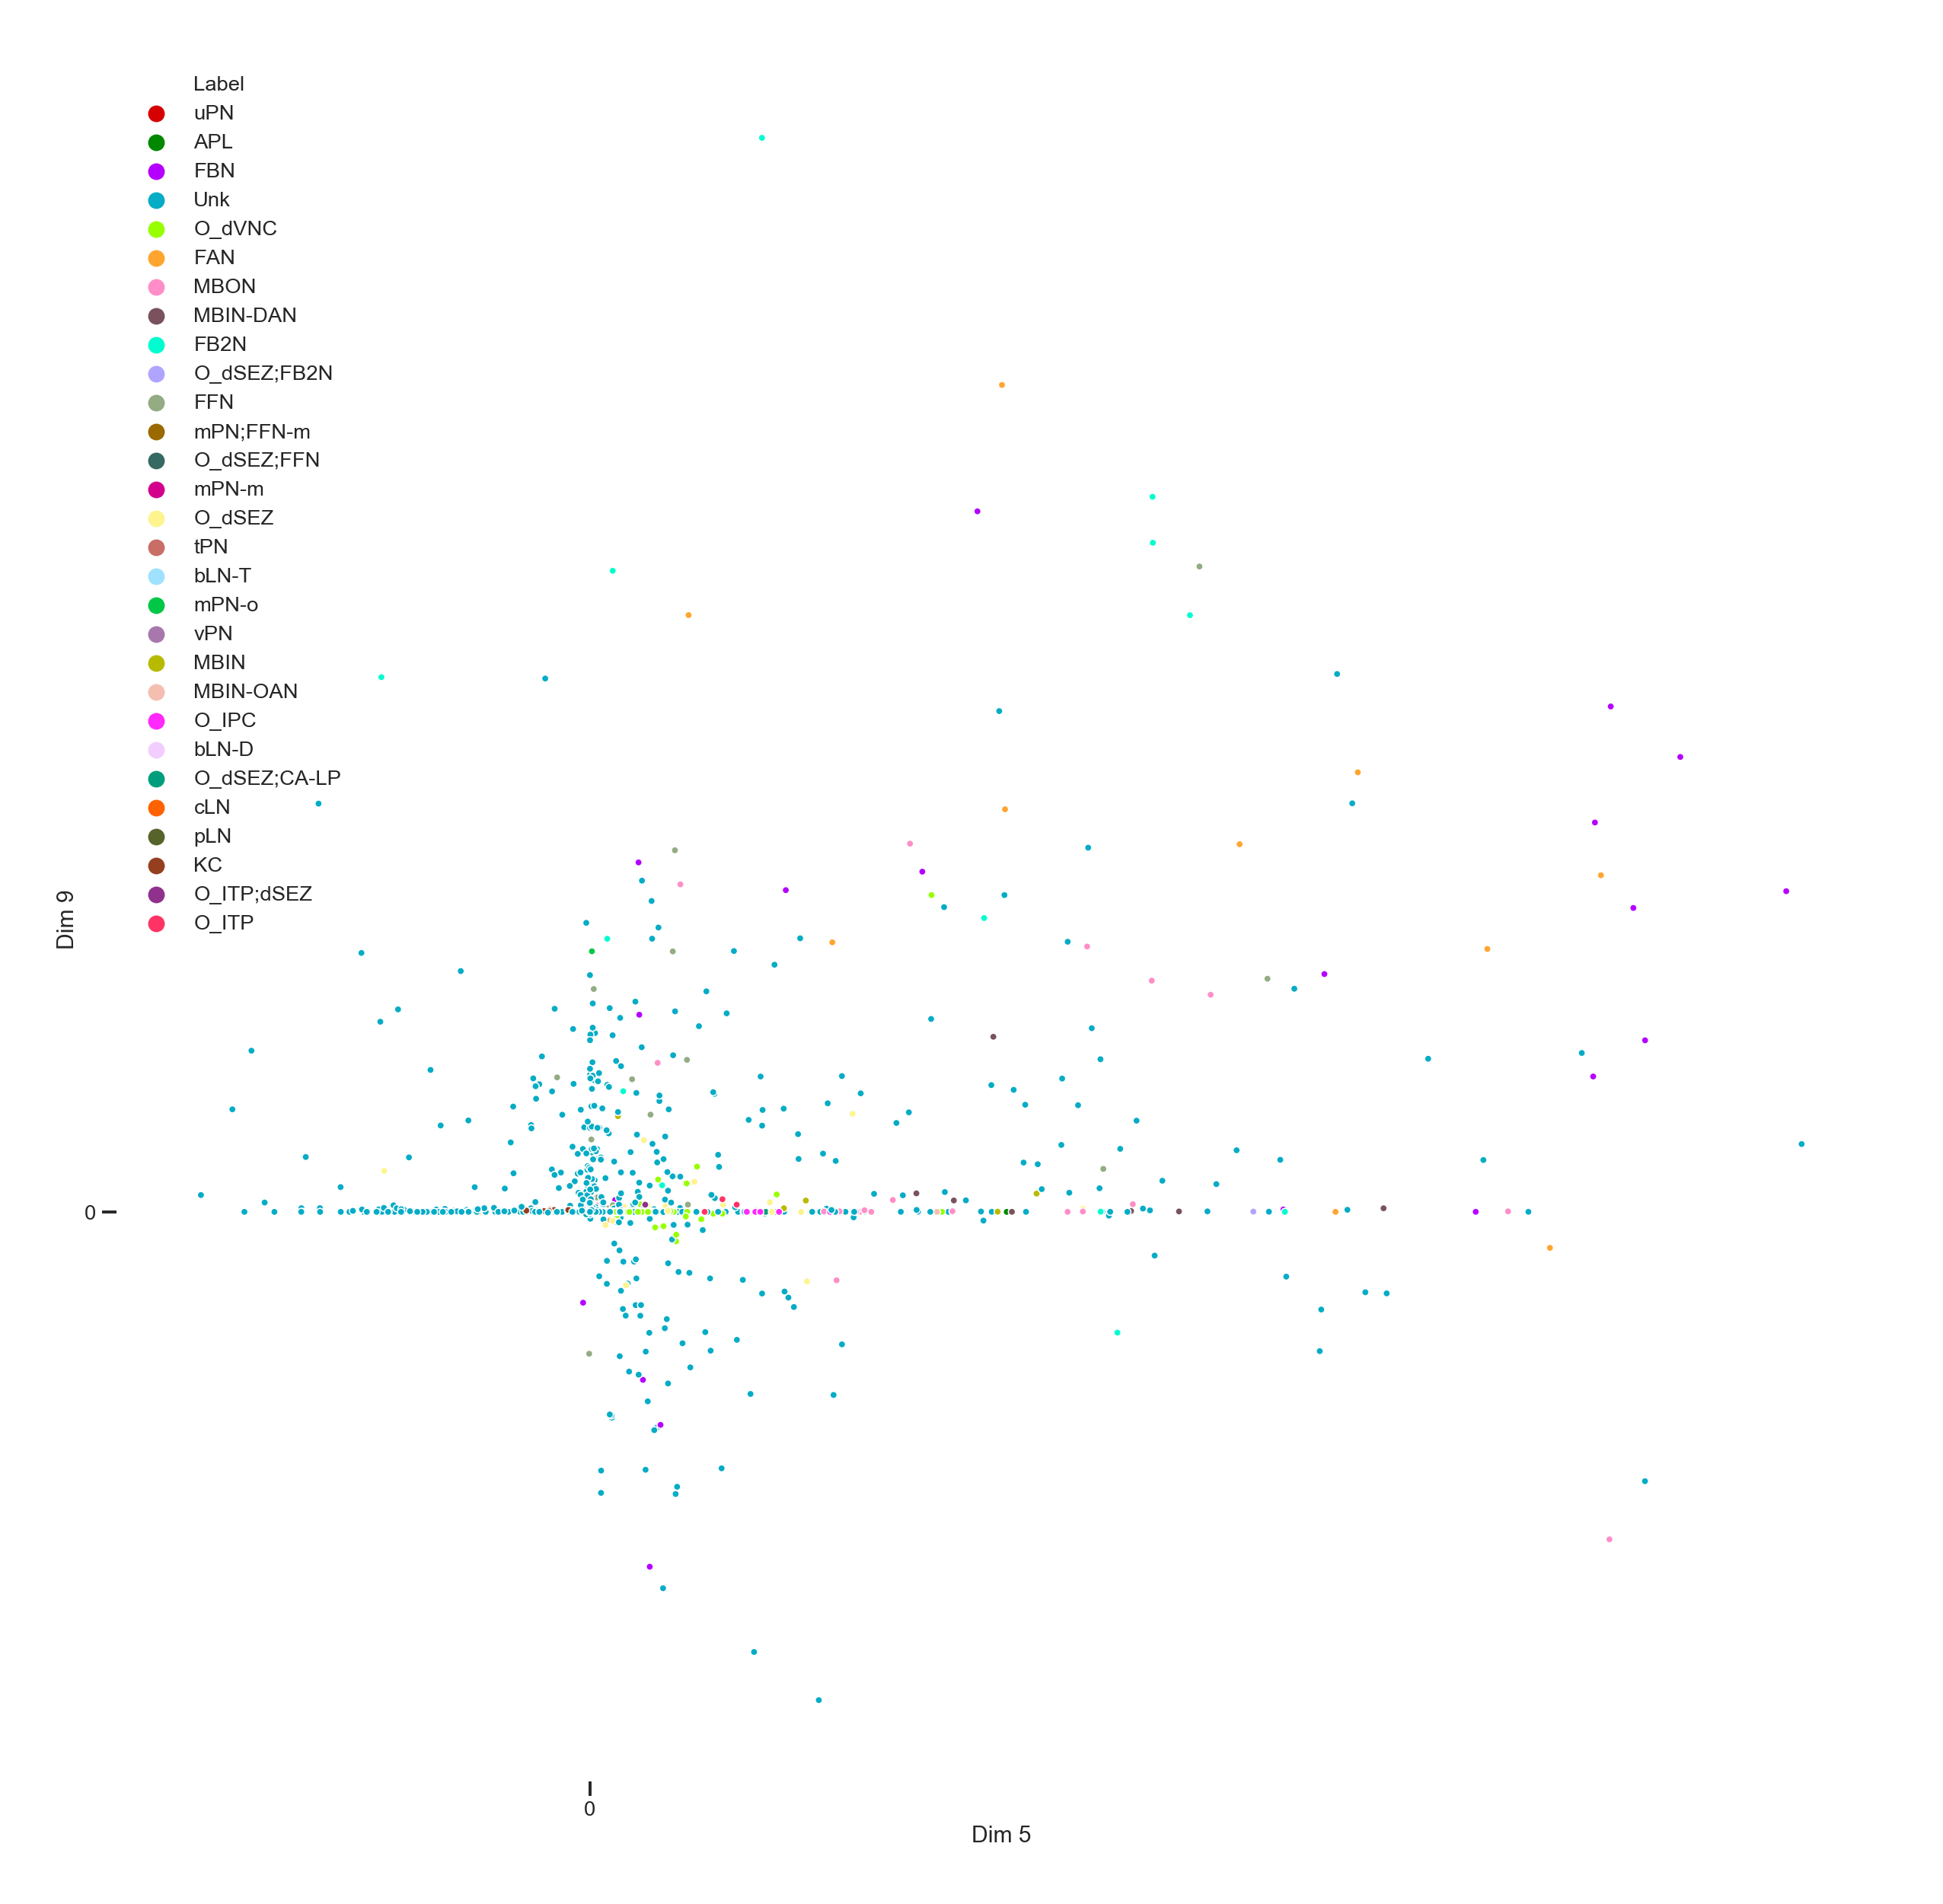 Label
uPN
APL
FBN
Unk
O_dVNC
FAN
MBON
MBIN-DAN
FB2N
O_dSEZ;FB2N
FFN
mPN;FFN-m
O_dSEZ;FFN
mPN-m
O_dSEZ
tPN
bLN-T
mPN-o
vPN
MBIN
MBIN-OAN
O_IPC
bLN-D
O_dSEZ;CA-LP
cLN
pLN
KC
O_ITP;dSEZ
O_ITP
Dim 9
0
0
Dim 5